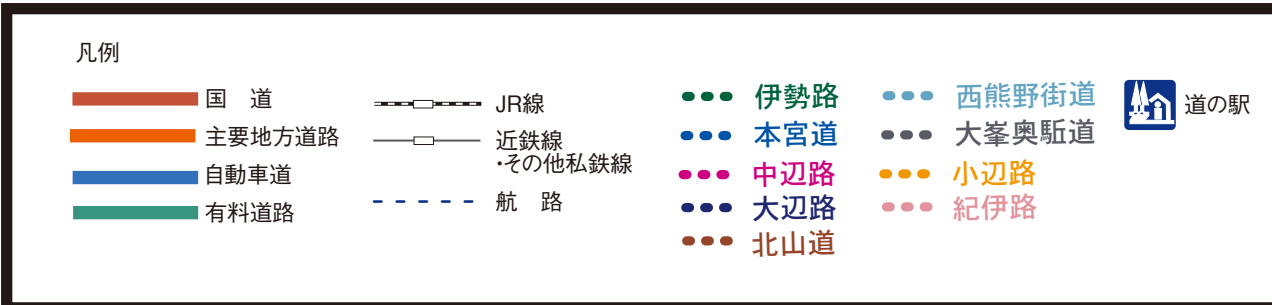 凡例
国　道
主要地方道路
自動車道
有料道路
JR線
近鉄線
・その他私鉄線
航　路
伊勢路
本宮道
中辺路
大辺路
北山道
西熊野街道
大峯奥駈道
小辺路
紀伊路
道の駅